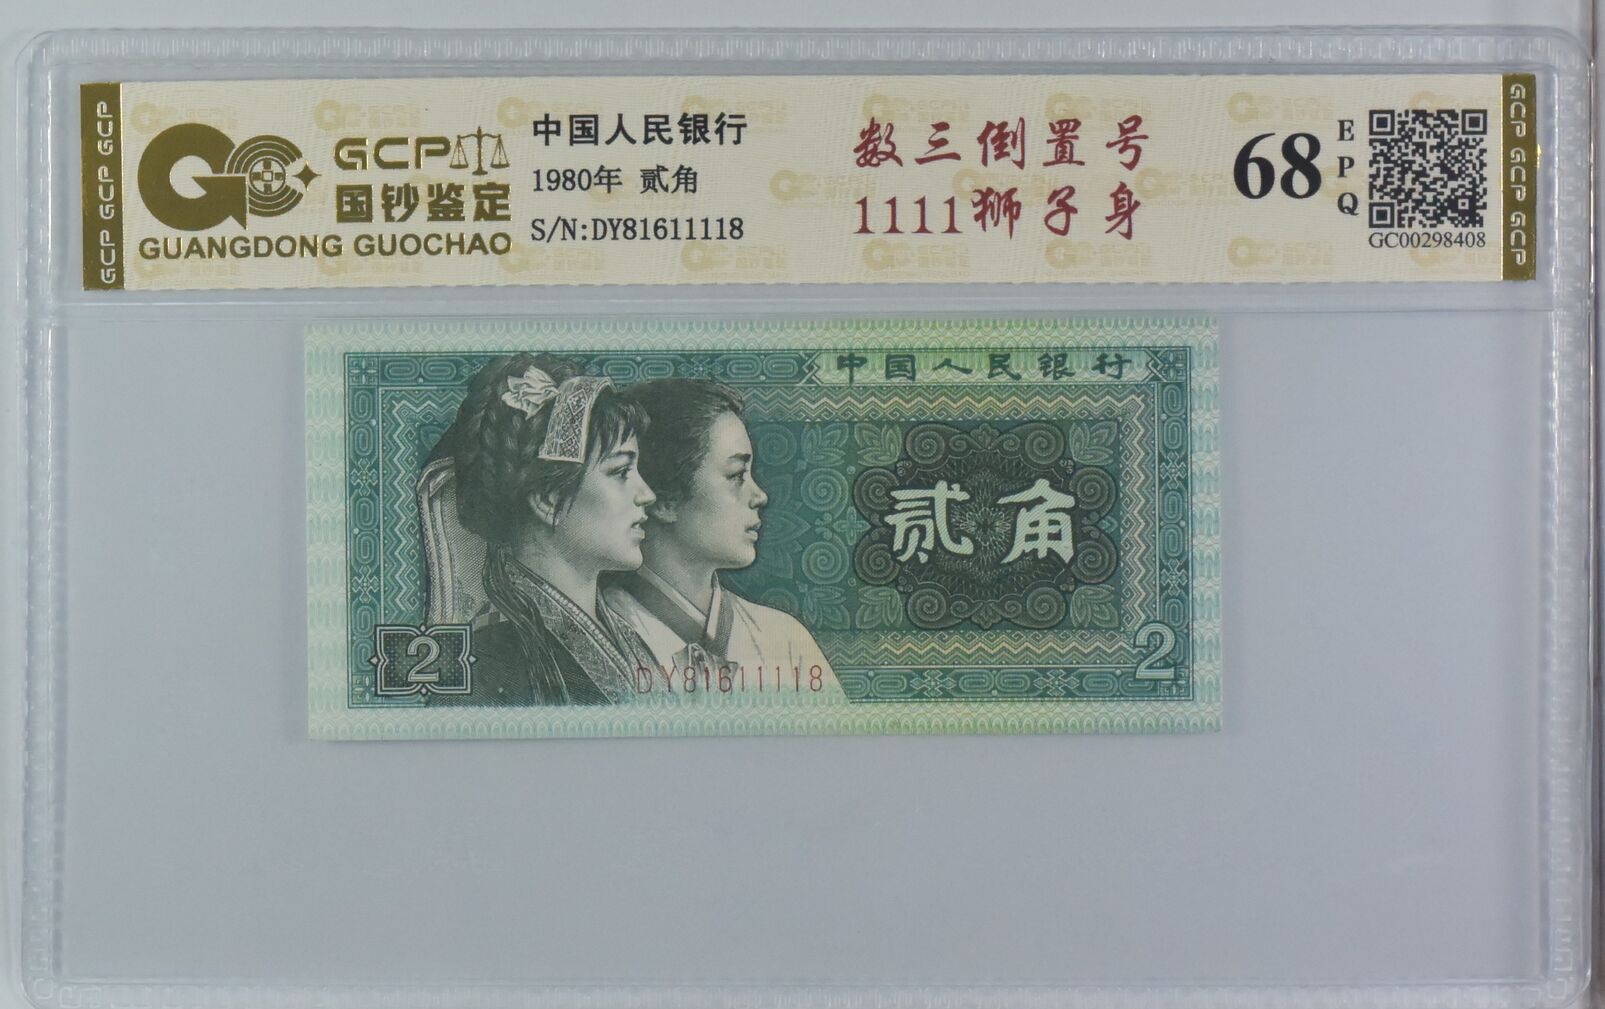 GCP GCP GCP
GCP
国钞鉴定
GUANGDONG GUOCHAO
中国人民银行
1980年 贰角
S/N:DY81611118
数三倒置号
1111狮子身
68
EPQ
GC00298408
GCP GCP GCP
中国人民银行
贰角
2
2
DY81611118